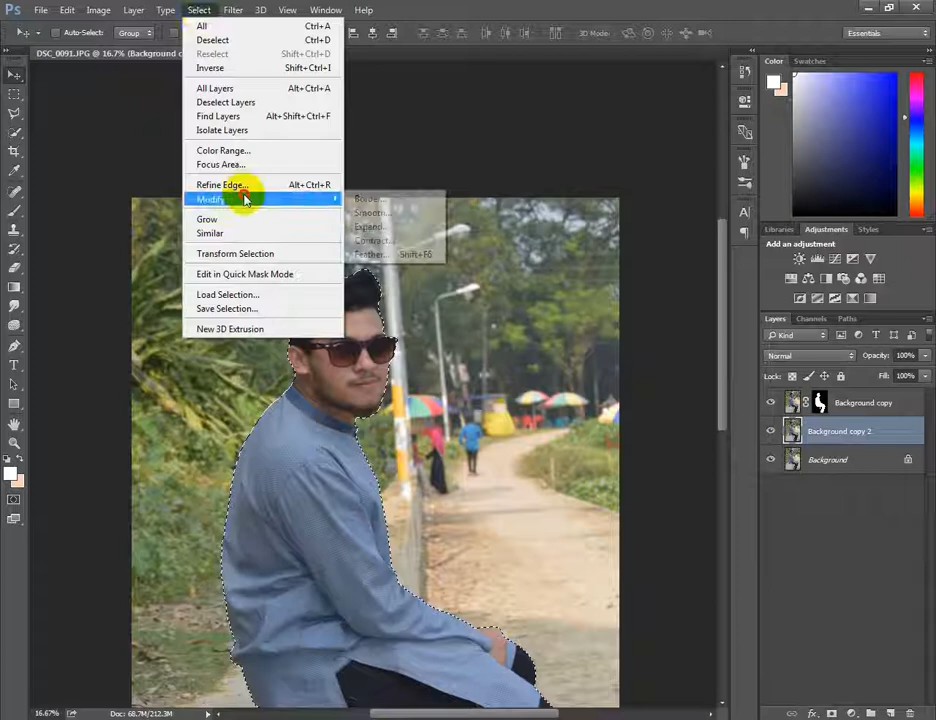 Ps File Edit Image Layer Type Select Filter 3D View Window Help
Auto-Select: Group 3D Mode: Essentials
DSC_0091.JPG @ 16.7% (Background c
All Ctrl+A
Deselect Ctrl+D
Reselect Shift+Ctrl+D
Inverse Shift+Ctrl+I
All Layers Alt+Ctrl+A
Deselect Layers
Find Layers Alt+Shift+Ctrl+F
Isolate Layers
Color Range...
Focus Area...
Refine Edge... Alt+Ctrl+R
Modify
Grow
Similar
Transform Selection
Edit in Quick Mask Mode
Load Selection...
Save Selection...
New 3D Extrusion
Border...
Smooth...
Expand...
Contract...
Feather... Shift+F6
Color Swatches
Libraries Adjustments Styles
Add an adjustment
Layers Channels Paths
Kind
Normal Opacity: 100%
Lock: Fill: 100%
Background copy
Background copy 2
Background
16.67% Doc: 68.7M/212.3M